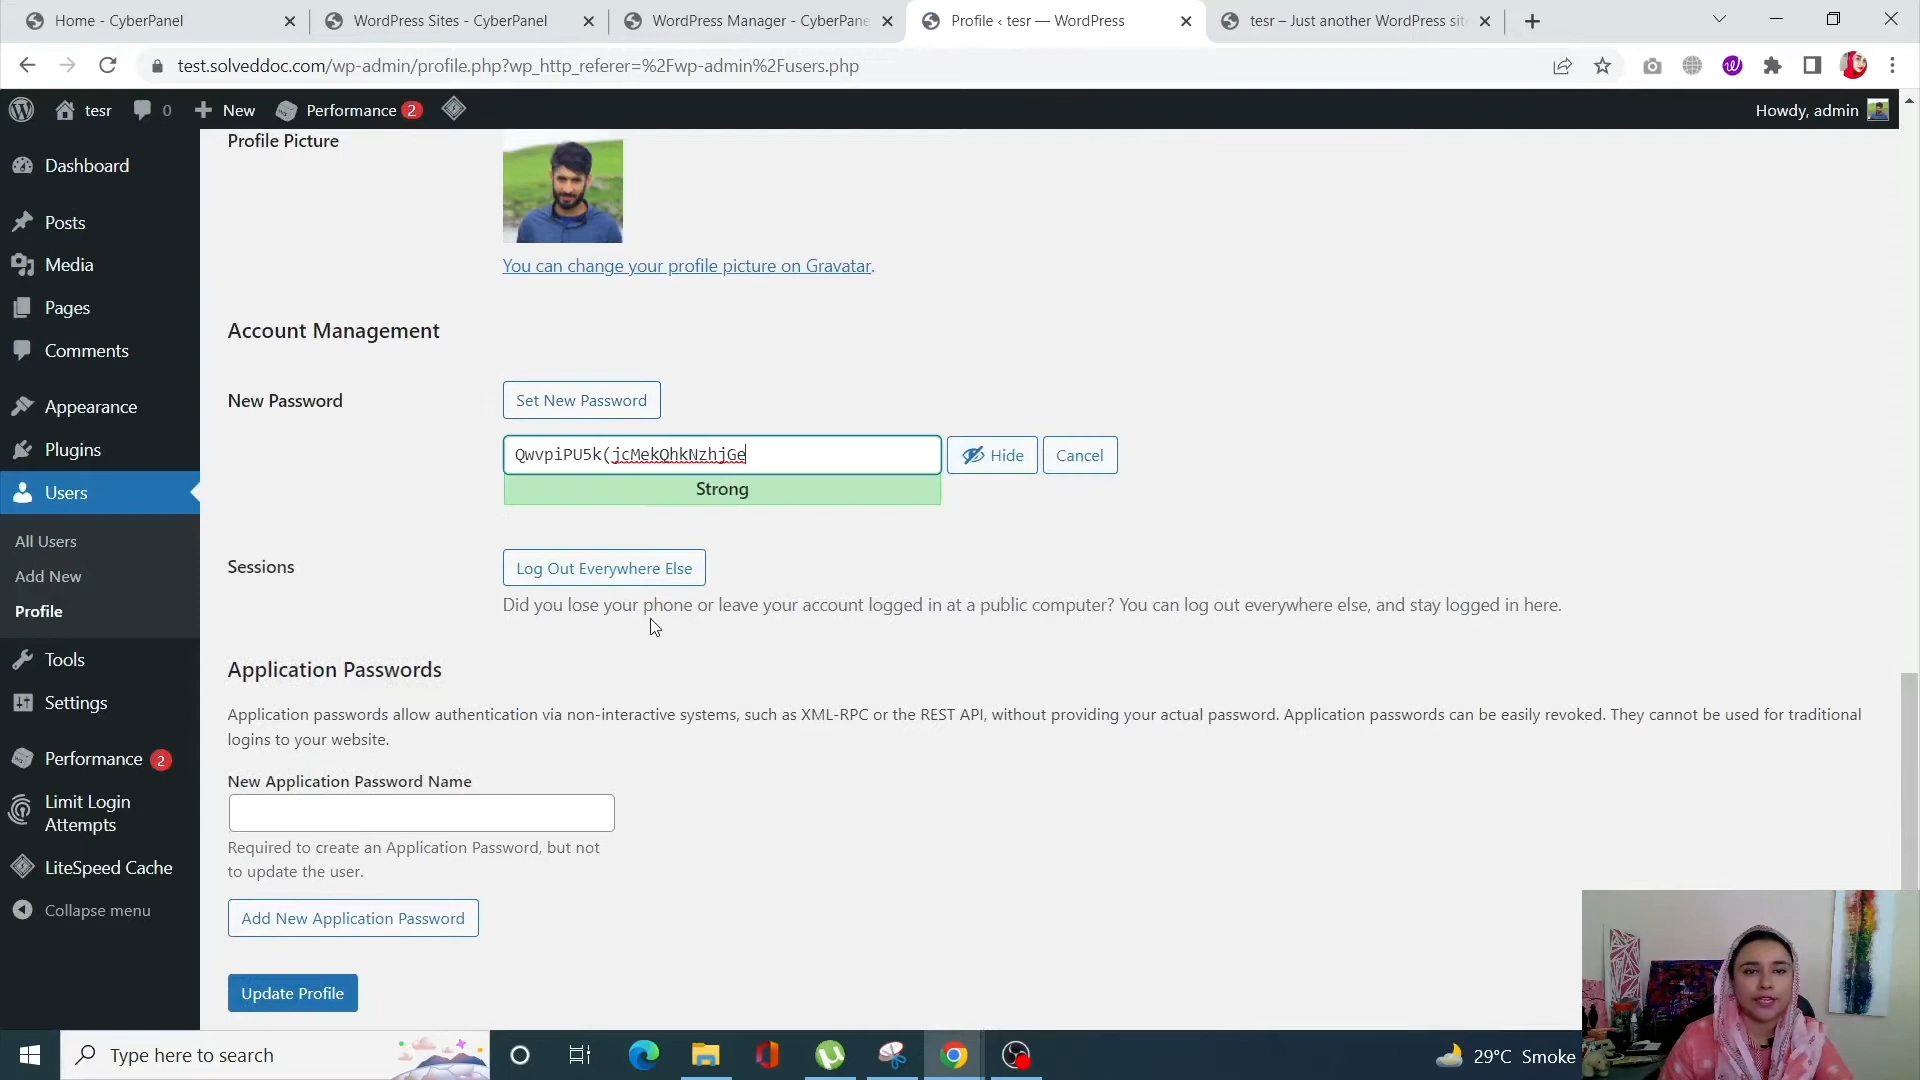 Home - CyberPanel
WordPress Sites - CyberPanel
WordPress Manager - CyberPane
Profile ‹ tesr — WordPress
tesr – Just another WordPress sit
test.solveddoc.com/wp-admin/profile.php?wp_http_referer=%2Fwp-admin%2Fusers.php
tesr
0
New
Performance 2
Howdy, admin
Dashboard
Posts
Media
Pages
Comments
Appearance
Plugins
Users
All Users
Add New
Profile
Tools
Settings
Performance 2
Limit Login
Attempts
LiteSpeed Cache
Collapse menu
Profile Picture
You can change your profile picture on Gravatar.
Account Management
New Password
Set New Password
QwvpiPU5k(jcMekQhkNzhjGe
Hide
Cancel
Strong
Sessions
Log Out Everywhere Else
Did you lose your phone or leave your account logged in at a public computer? You can log out everywhere else, and stay logged in here.
Application Passwords
Application passwords allow authentication via non-interactive systems, such as XML-RPC or the REST API, without providing your actual password. Application passwords can be easily revoked. They cannot be used for traditional
logins to your website.
New Application Password Name
Required to create an Application Password, but not
to update the user.
Add New Application Password
Update Profile
Type here to search
29°C Smoke